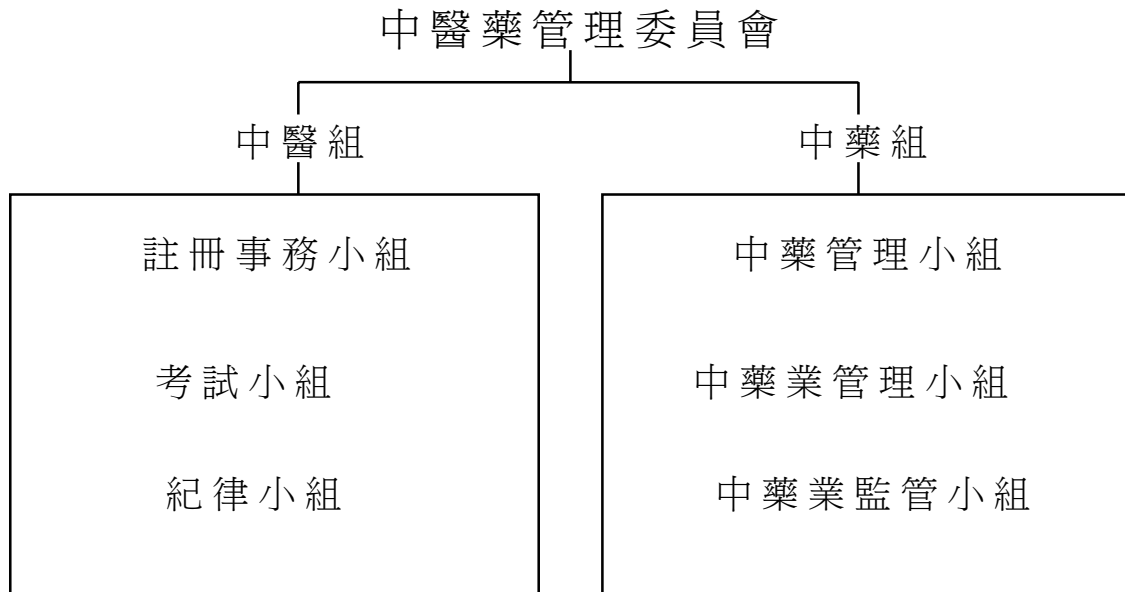 中醫藥管理委員會
中醫組
中藥組
註冊事務小組
中藥管理小組
考試小組
中藥業管理小組
紀律小組
中藥業監管小組